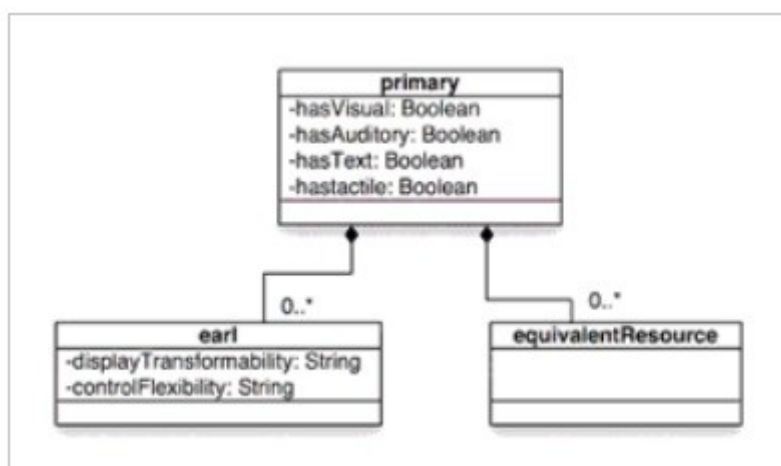 primary
-hasVisual: Boolean
-hasAuditory: Boolean
-hasText: Boolean
-hastactile: Boolean
0..*
0..*
earl
-displayTransformability: String
-controlFlexibility: String
equivalentResource